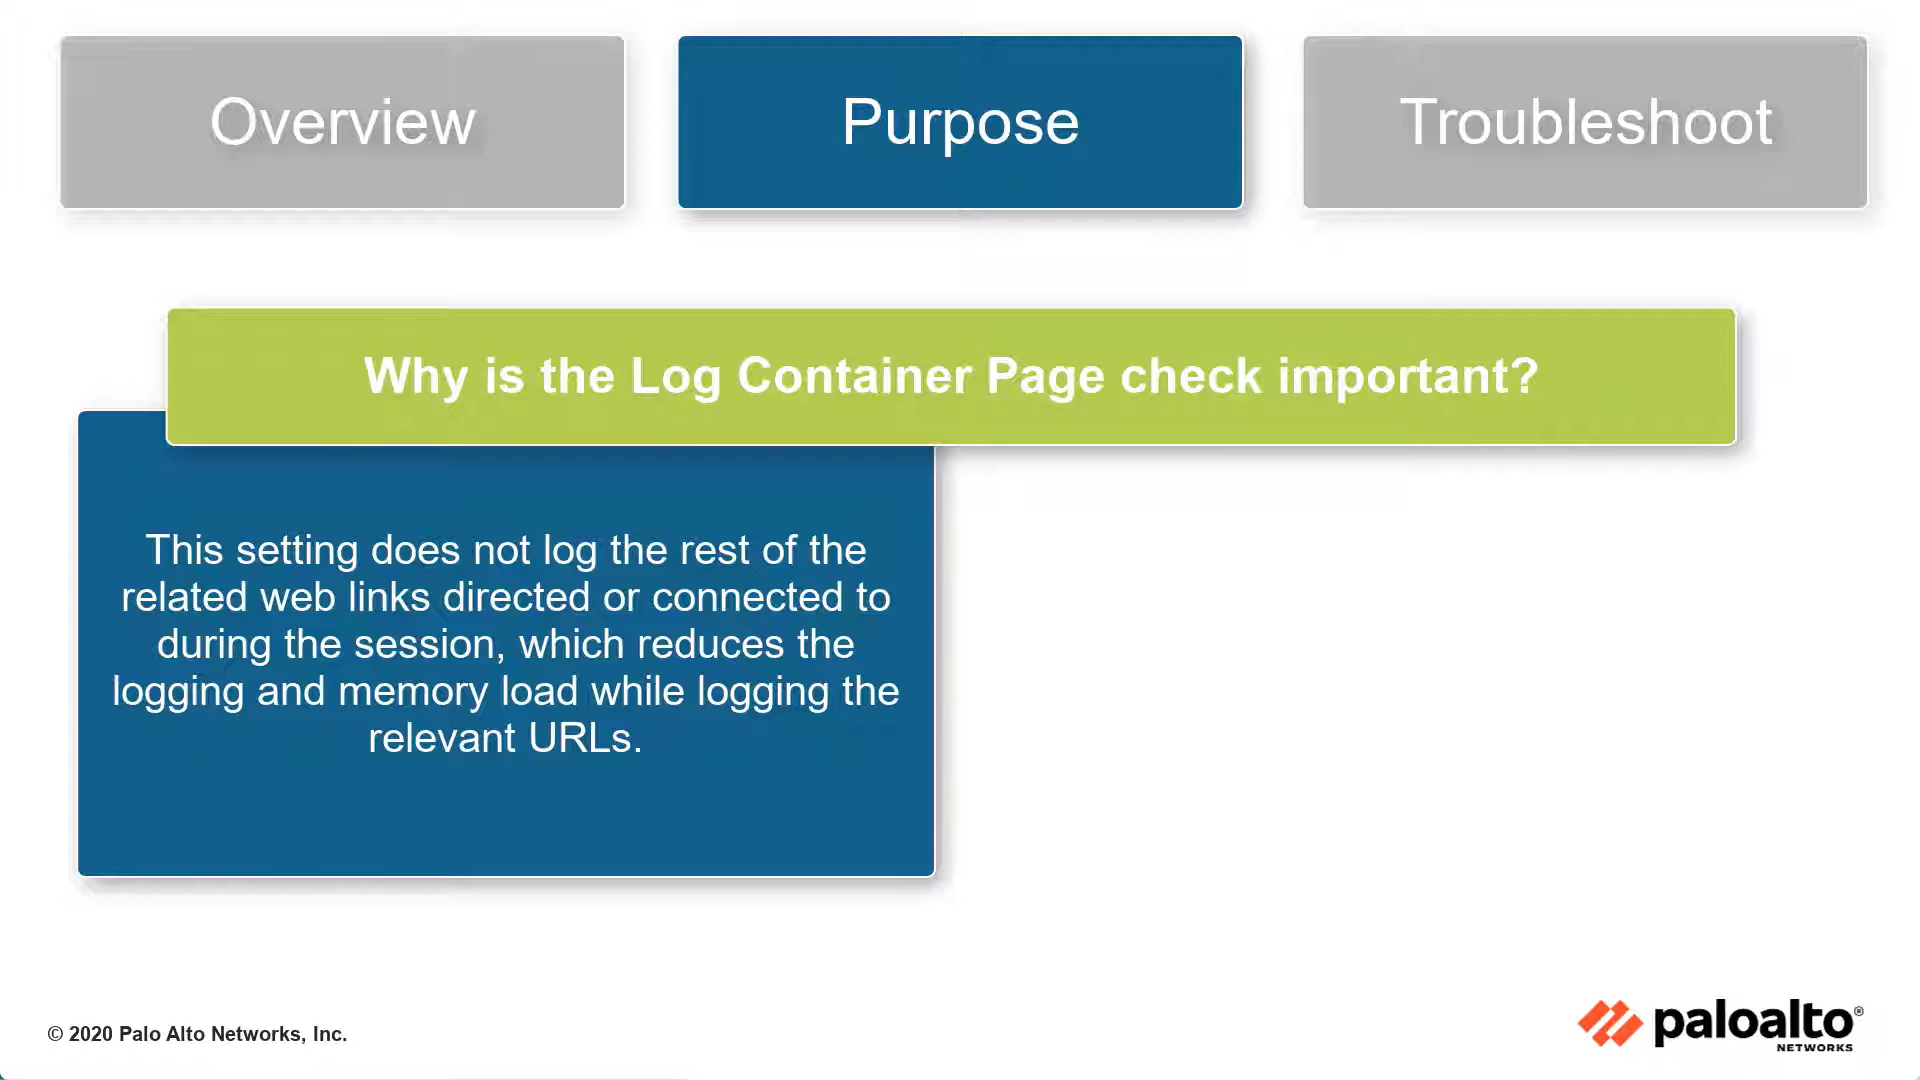 Overview
Purpose
Troubleshoot
Why is the Log Container Page check important?
This setting does not log the rest of the
related web links directed or connected to
during the session, which reduces the
logging and memory load while logging the
relevant URLs.
© 2020 Palo Alto Networks, Inc.
paloalto®
NETWORKS